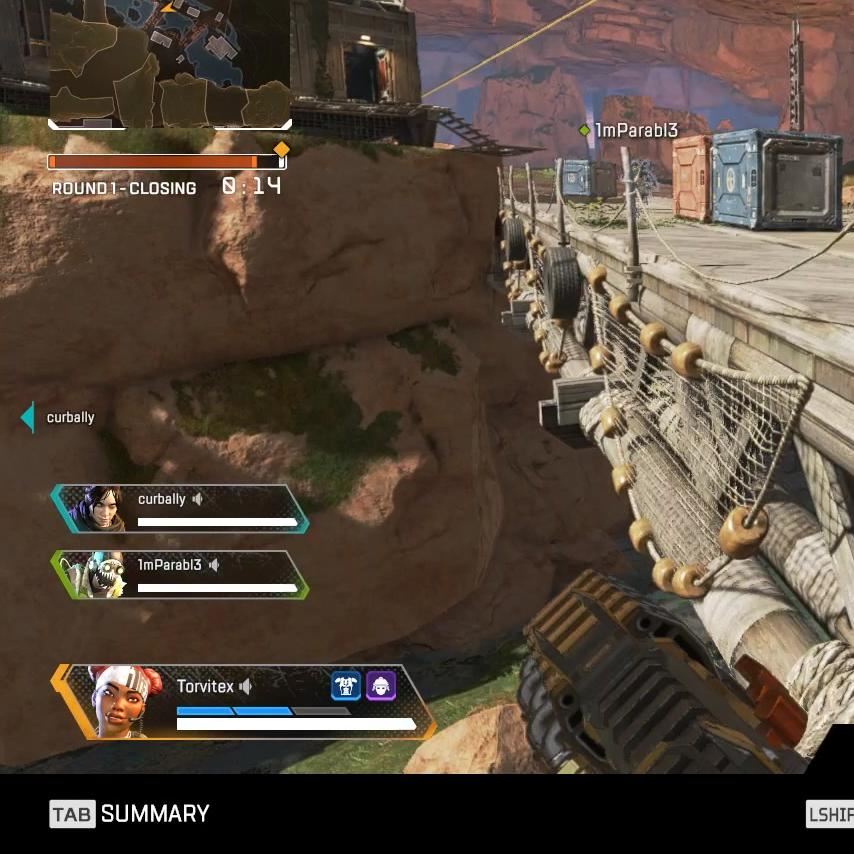 1mParabl3
ROUND 1 - CLOSING 0:14
curbally
curbally
1mParabl3
Torvitex
TAB SUMMARY
LSHIF